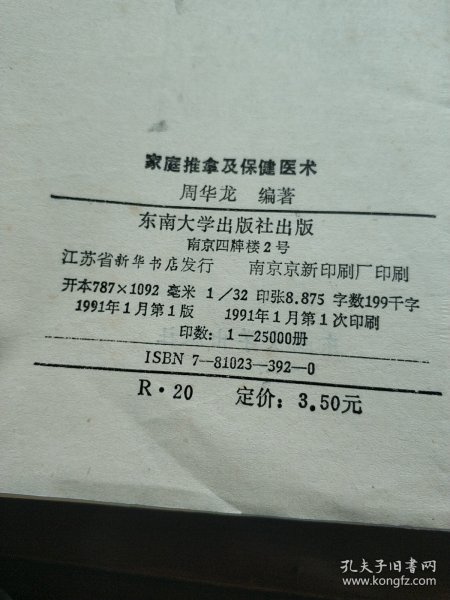 家庭推拿及保健医术
周华龙 编著
东南大学出版社出版
南京四牌楼2号
江苏省新华书店发行 南京京新印刷厂印刷
开本787×1092 毫米 1/32 印张8.875 字数199千字
1991年1月第1版 1991年1月第1次印刷
印数：1—25000册
ISBN 7—81023—392—0
R·20 定价：3.50元
孔夫子旧书网
www.kongfz.com